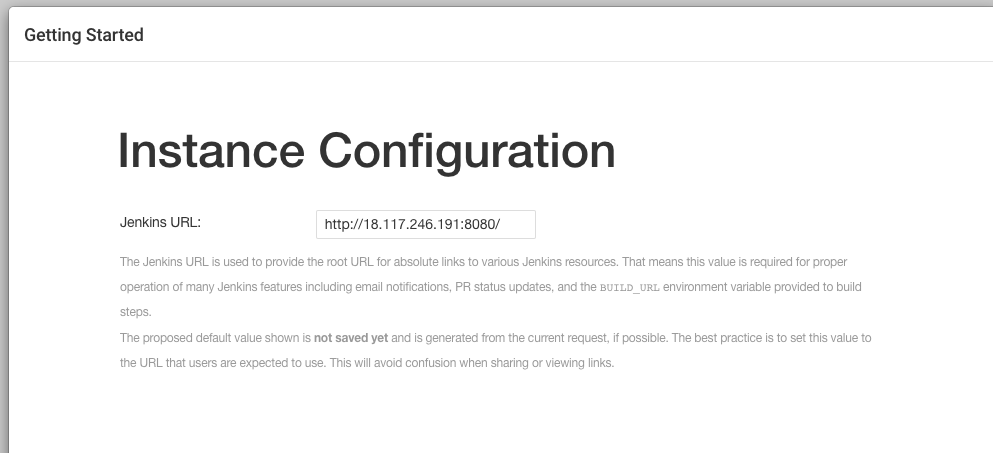 Getting Started
Instance Configuration
Jenkins URL:
http://18.117.246.191:8080/
The Jenkins URL is used to provide the root URL for absolute links to various Jenkins resources. That means this value is required for proper
operation of many Jenkins features including email notifications, PR status updates, and the BUILD_URL environment variable provided to build
steps.
The proposed default value shown is not saved yet and is generated from the current request, if possible. The best practice is to set this value to
the URL that users are expected to use. This will avoid confusion when sharing or viewing links.